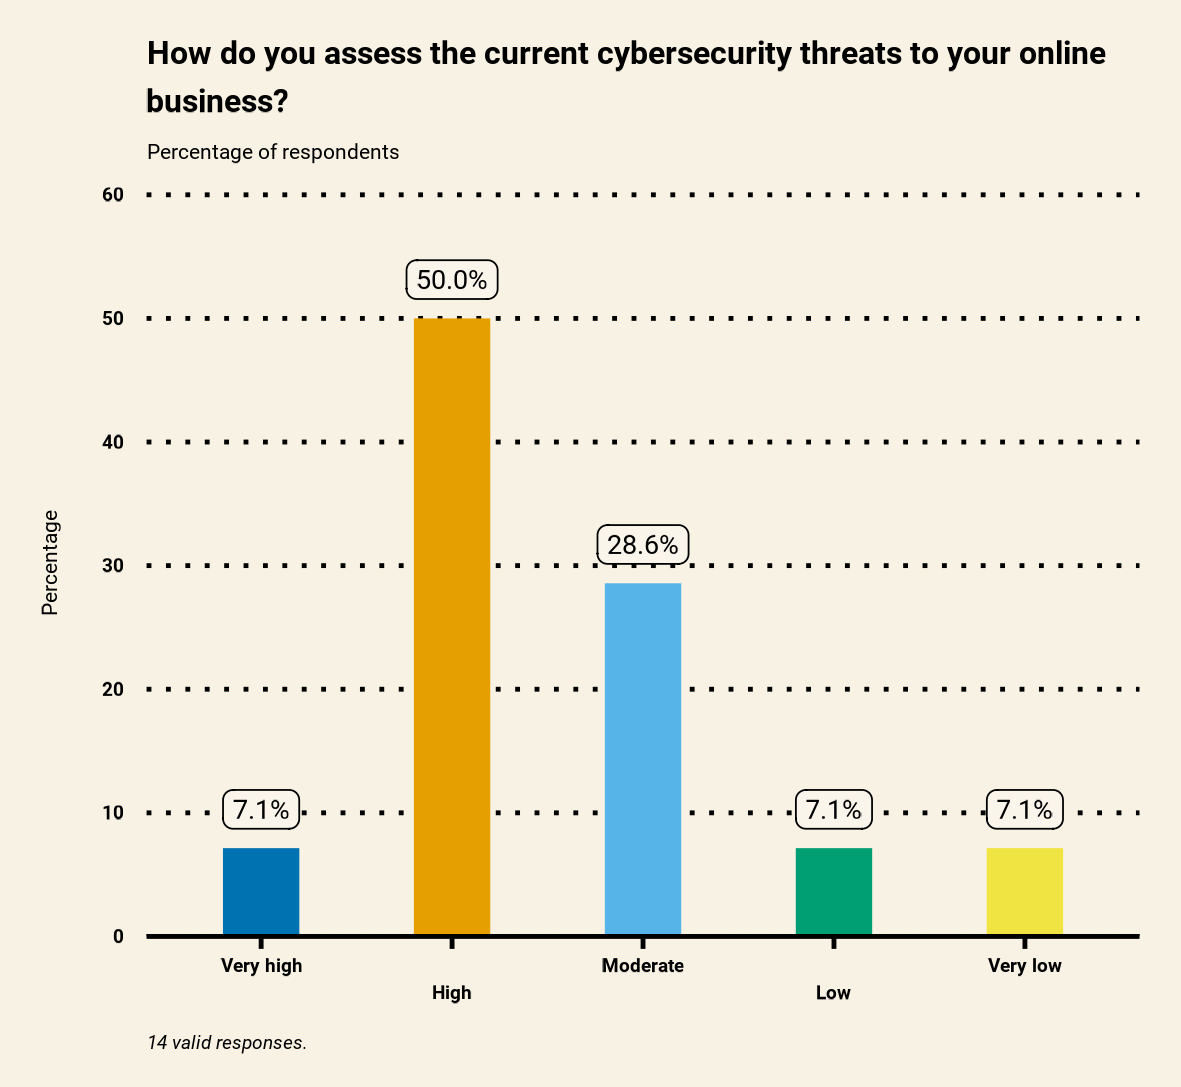 How do you assess the current cybersecurity threats to your online
business?
Percentage of respondents
60
50.0%
50
40
Percentage
28.6%
30
20
7.1%
7.1%
7.1%
10
0
Very high
Moderate
Very low
High
Low
14 valid responses.